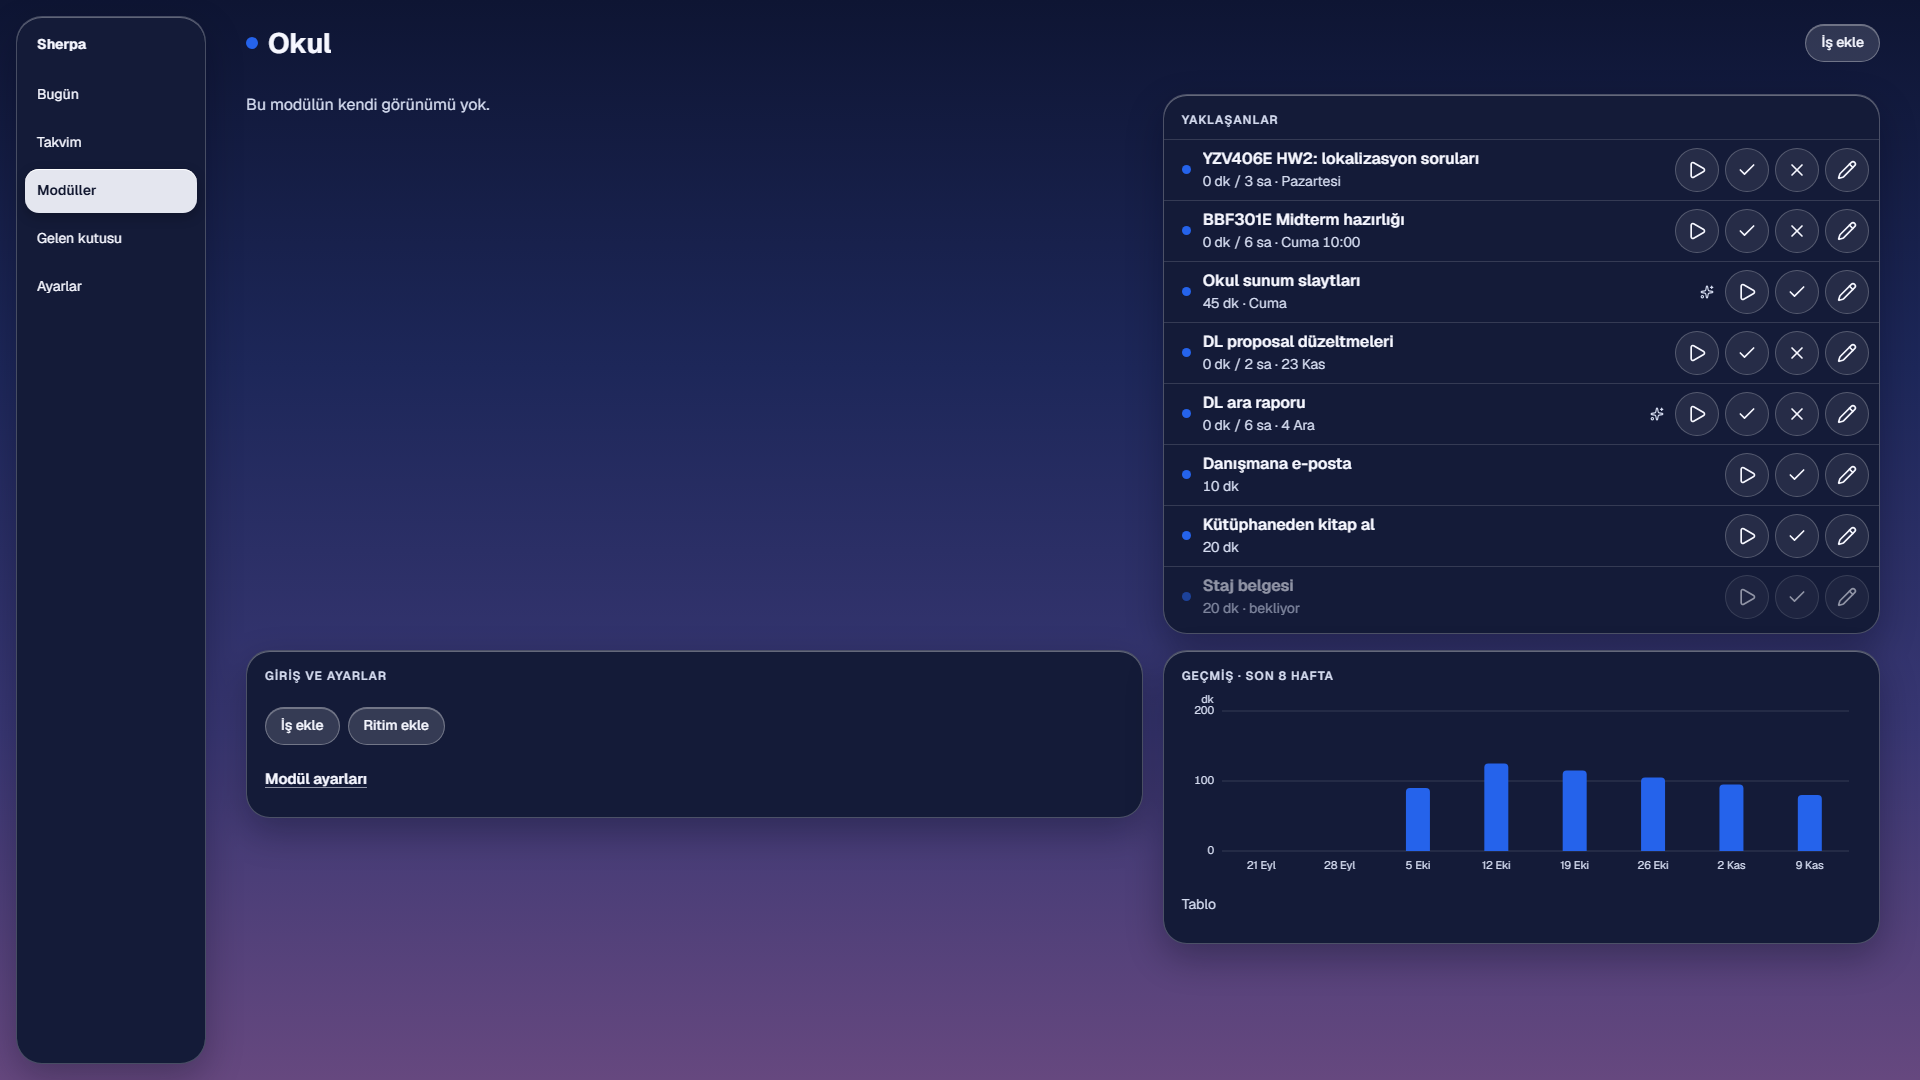 Sherpa
Bugün
Takvim
Modüller
Gelen kutusu
Ayarlar
Okul
İş ekle
Bu modülün kendi görünümü yok.
YAKLAŞANLAR
YZV406E HW2: lokalizasyon soruları
0 dk / 3 sa · Pazartesi
BBF301E Midterm hazırlığı
0 dk / 6 sa · Cuma 10:00
Okul sunum slaytları
45 dk · Cuma
DL proposal düzeltmeleri
0 dk / 2 sa · 23 Kas
DL ara raporu
0 dk / 6 sa · 4 Ara
Danışmana e-posta
10 dk
Kütüphaneden kitap al
20 dk
Staj belgesi
20 dk · bekliyor
GİRİŞ VE AYARLAR
İş ekle
Ritim ekle
Modül ayarları
GEÇMİŞ · SON 8 HAFTA
dk
200
100
0
21 Eyl
28 Eyl
5 Eki
12 Eki
19 Eki
26 Eki
2 Kas
9 Kas
Tablo